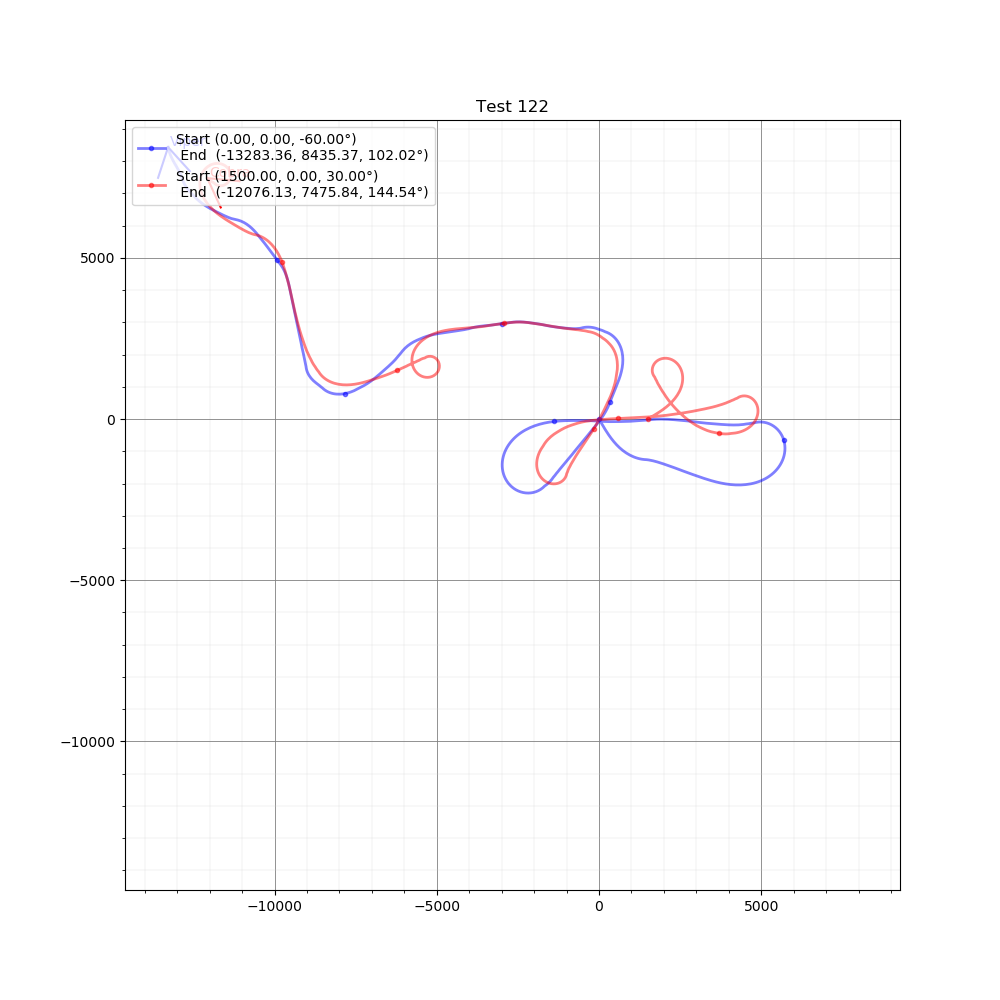 Test 122
Start (0.00, 0.00, -60.00°)
End (-13283.36, 8435.37, 102.02°)
Start (1500.00, 0.00, 30.00°)
End (-12076.13, 7475.84, 144.54°)
5000
0
−5000
−10000
−10000
−5000
0
5000